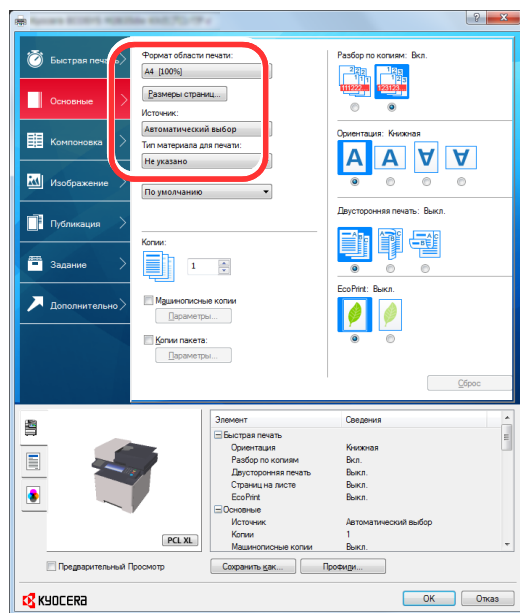 Быстрая печать
Основные
Компоновка
Изображение
Публикация
Задание
Дополнительно
Формат области печати:
A4 [100%]
Размеры страниц...
Источник:
Автоматический выбор
Тип материала для печати:
Не указано
По умолчанию
Копии:
1
Машинописные копии
Параметры...
Копии пакета:
Параметры...
Разбор по копиям: Вкл.
111222... 123123...
Ориентация: Книжная
A A A A
Двусторонняя печать: Выкл.
EcoPrint: Выкл.
Сброс
PCL XL
Элемент Сведения
Быстрая печать
Ориентация Книжная
Разбор по копиям Вкл.
Двусторонняя печать Выкл.
Страниц на листе Выкл.
EcoPrint Выкл.
Основные
Источник Автоматический выбор
Копии 1
Машинописные копии Выкл.
Предварительный Просмотр
Сохранить как...
Профили...
KYOCERA
OK
Отказ